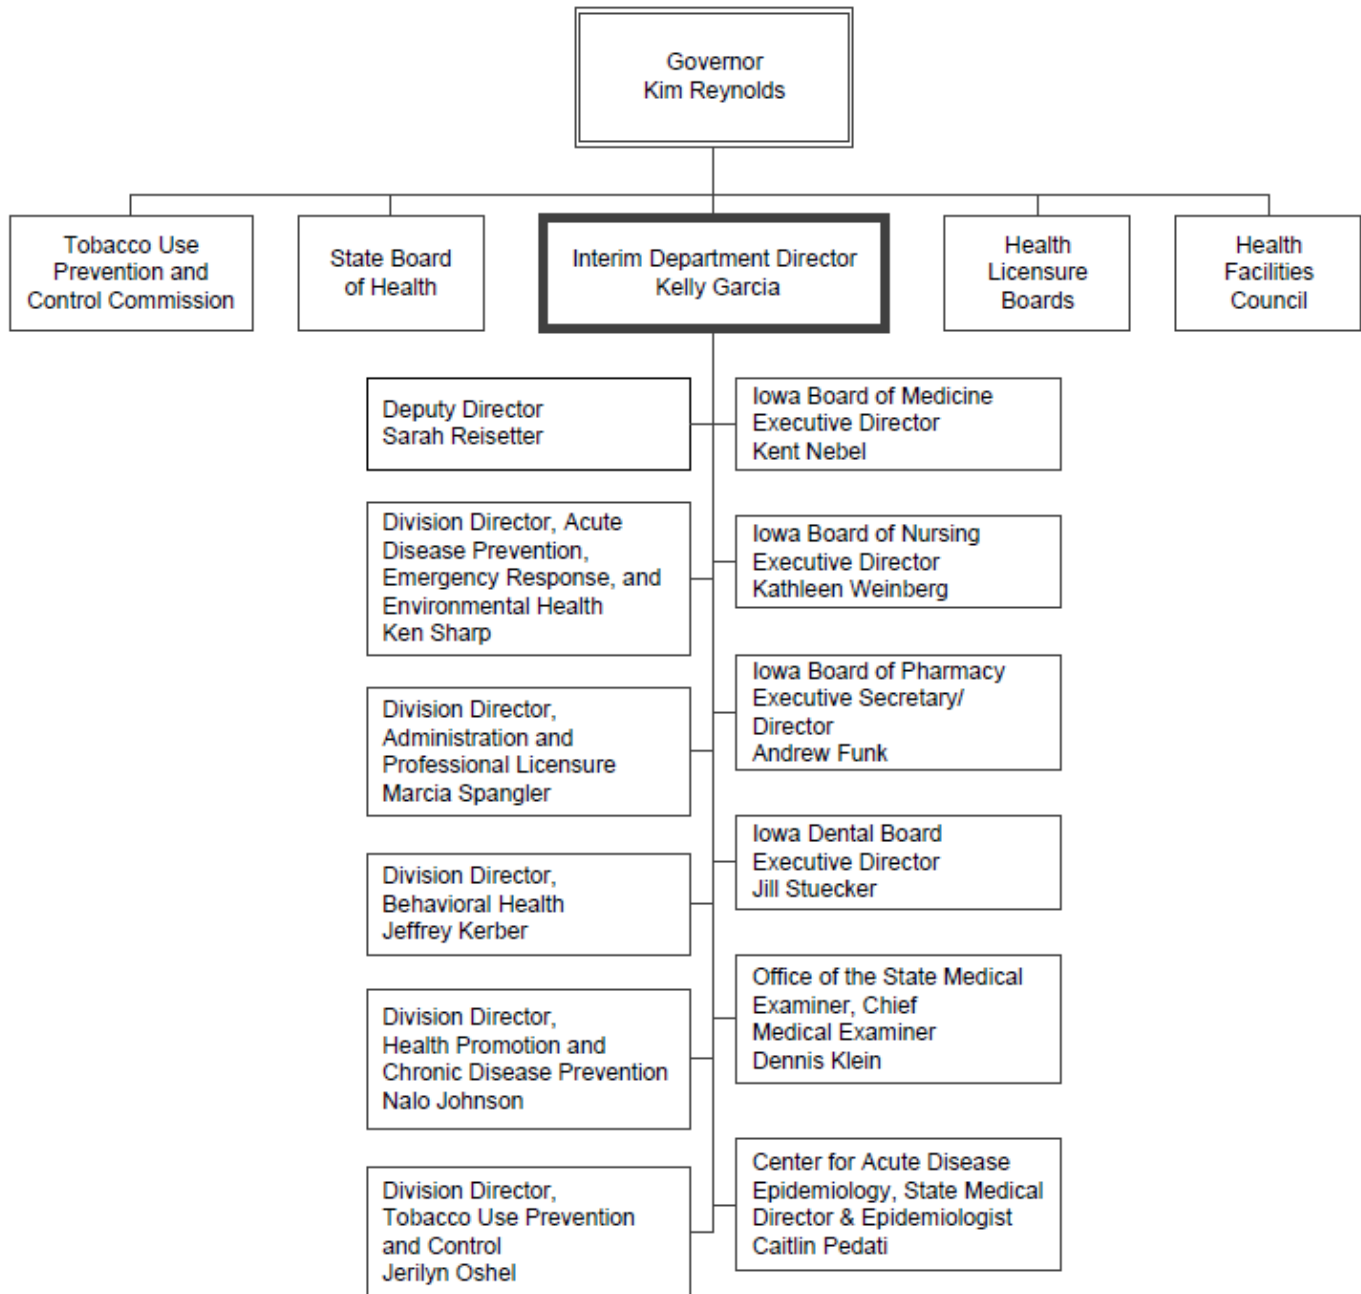 Governor
Kim Reynolds
Tobacco Use
Prevention and
Control Commission
State Board
of Health
Interim Department Director
Kelly Garcia
Health
Licensure
Boards
Health
Facilities
Council
Deputy Director
Sarah Reisetter
Iowa Board of Medicine
Executive Director
Kent Nebel
Division Director, Acute
Disease Prevention,
Emergency Response, and
Environmental Health
Ken Sharp
Iowa Board of Nursing
Executive Director
Kathleen Weinberg
Division Director,
Administration and
Professional Licensure
Marcia Spangler
Iowa Board of Pharmacy
Executive Secretary/
Director
Andrew Funk
Division Director,
Behavioral Health
Jeffrey Kerber
Iowa Dental Board
Executive Director
Jill Stuecker
Division Director,
Health Promotion and
Chronic Disease Prevention
Nalo Johnson
Office of the State Medical
Examiner, Chief
Medical Examiner
Dennis Klein
Division Director,
Tobacco Use Prevention
and Control
Jerilyn Oshel
Center for Acute Disease
Epidemiology, State Medical
Director & Epidemiologist
Caitlin Pedati